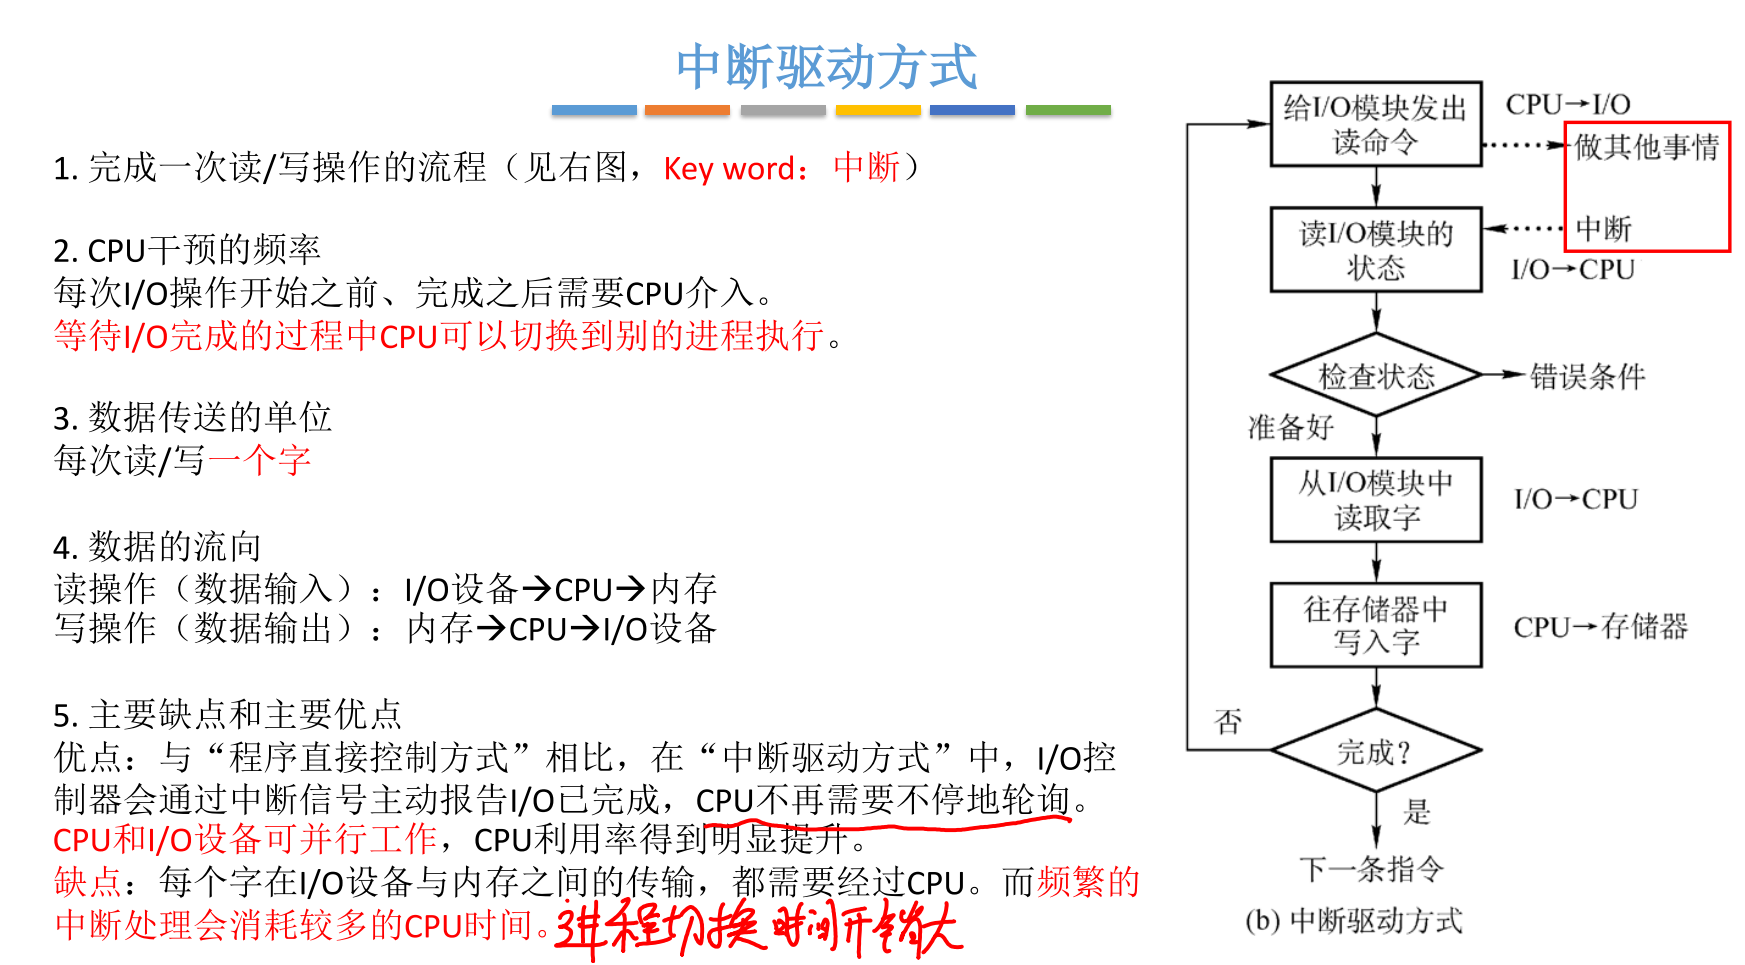 中断驱动方式
1. 完成一次读/写操作的流程（见右图，Key word：中断）
2. CPU干预的频率
每次I/O操作开始之前、完成之后需要CPU介入。
等待I/O完成的过程中CPU可以切换到别的进程执行。
3. 数据传送的单位
每次读/写一个字
4. 数据的流向
读操作（数据输入）：I/O设备→CPU→内存
写操作（数据输出）：内存→CPU→I/O设备
5. 主要缺点和主要优点
优点：与“程序直接控制方式”相比，在“中断驱动方式”中，I/O控
制器会通过中断信号主动报告I/O已完成，CPU不再需要不停地轮询。
CPU和I/O设备可并行工作，CPU利用率得到明显提升。
缺点：每个字在I/O设备与内存之间的传输，都需要经过CPU。而频繁的
中断处理会消耗较多的CPU时间。
进程切换 时间开销大
给I/O模块发出
读命令
CPU→I/O
做其他事情
读I/O模块的
状态
中断
I/O→CPU
检查状态
错误条件
准备好
从I/O模块中
读取字
I/O→CPU
往存储器中
写入字
CPU→存储器
否
完成？
是
下一条指令
(b) 中断驱动方式